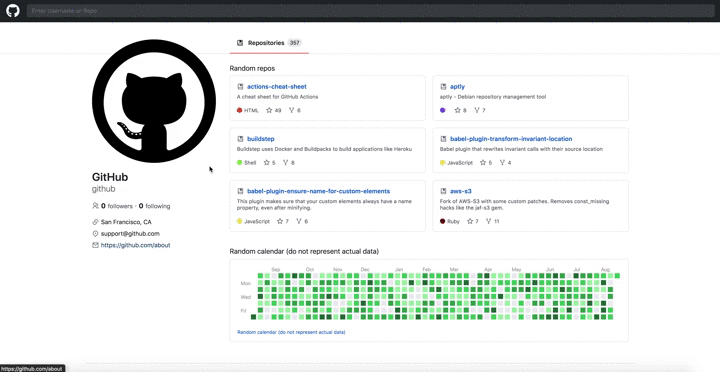 Enter Username or Repo
Repositories 357
Random repos
actions-cheat-sheet
A cheat sheet for GitHub Actions
HTML 49 6
aptly
aptly - Debian repository management tool
8 7
buildstep
Buildstep uses Docker and Buildpacks to build applications like Heroku
Shell 5 8
babel-plugin-transform-invariant-location
Babel plugin that rewrites invariant calls with their source location
JavaScript 5 4
babel-plugin-ensure-name-for-custom-elements
This plugin make sure that your custom elements always have a name
property, even after minifying.
JavaScript 7 6
aws-s3
Fork of AWS-S3 with some custom patches. Removes const_missing
hacks like the jaf-s3 gem.
Ruby 7 11
GitHub
github
0 followers · 0 following
San Francisco, CA
support@github.com
https://github.com/about
Random calendar (do not represent actual data)
Sep Oct Nov Dec Jan Feb Mar Apr May Jun Jul Aug
Mon
Wed
Fri
Random calendar (do not represent actual data)
https://github.com/about